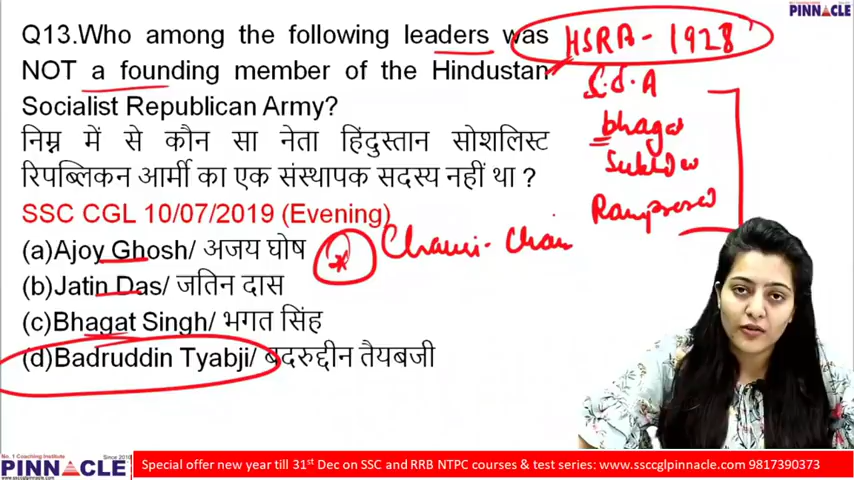 PINNACLE
Q13.Who among the following leaders was
NOT a founding member of the Hindustan
Socialist Republican Army?
निम्न में से कौन सा नेता हिंदुस्तान सोशलिस्ट
रिपब्लिकन आर्मी का एक संस्थापक सदस्य नहीं था ?
SSC CGL 10/07/2019 (Evening)
(a)Ajoy Ghosh/ अजय घोष
(b)Jatin Das/ जतिन दास
(c)Bhagat Singh/ भगत सिंह
(d)Badruddin Tyabji/ बदरुद्दीन तैयबजी
HSRA - 1928
bhagat
Sukhdev
No.1 Coaching Institute Since 2010
PINNACLE
Special offer new year till 31st Dec on SSC and RRB NTPC courses & test series: www.ssccglpinnacle.com 9817390373